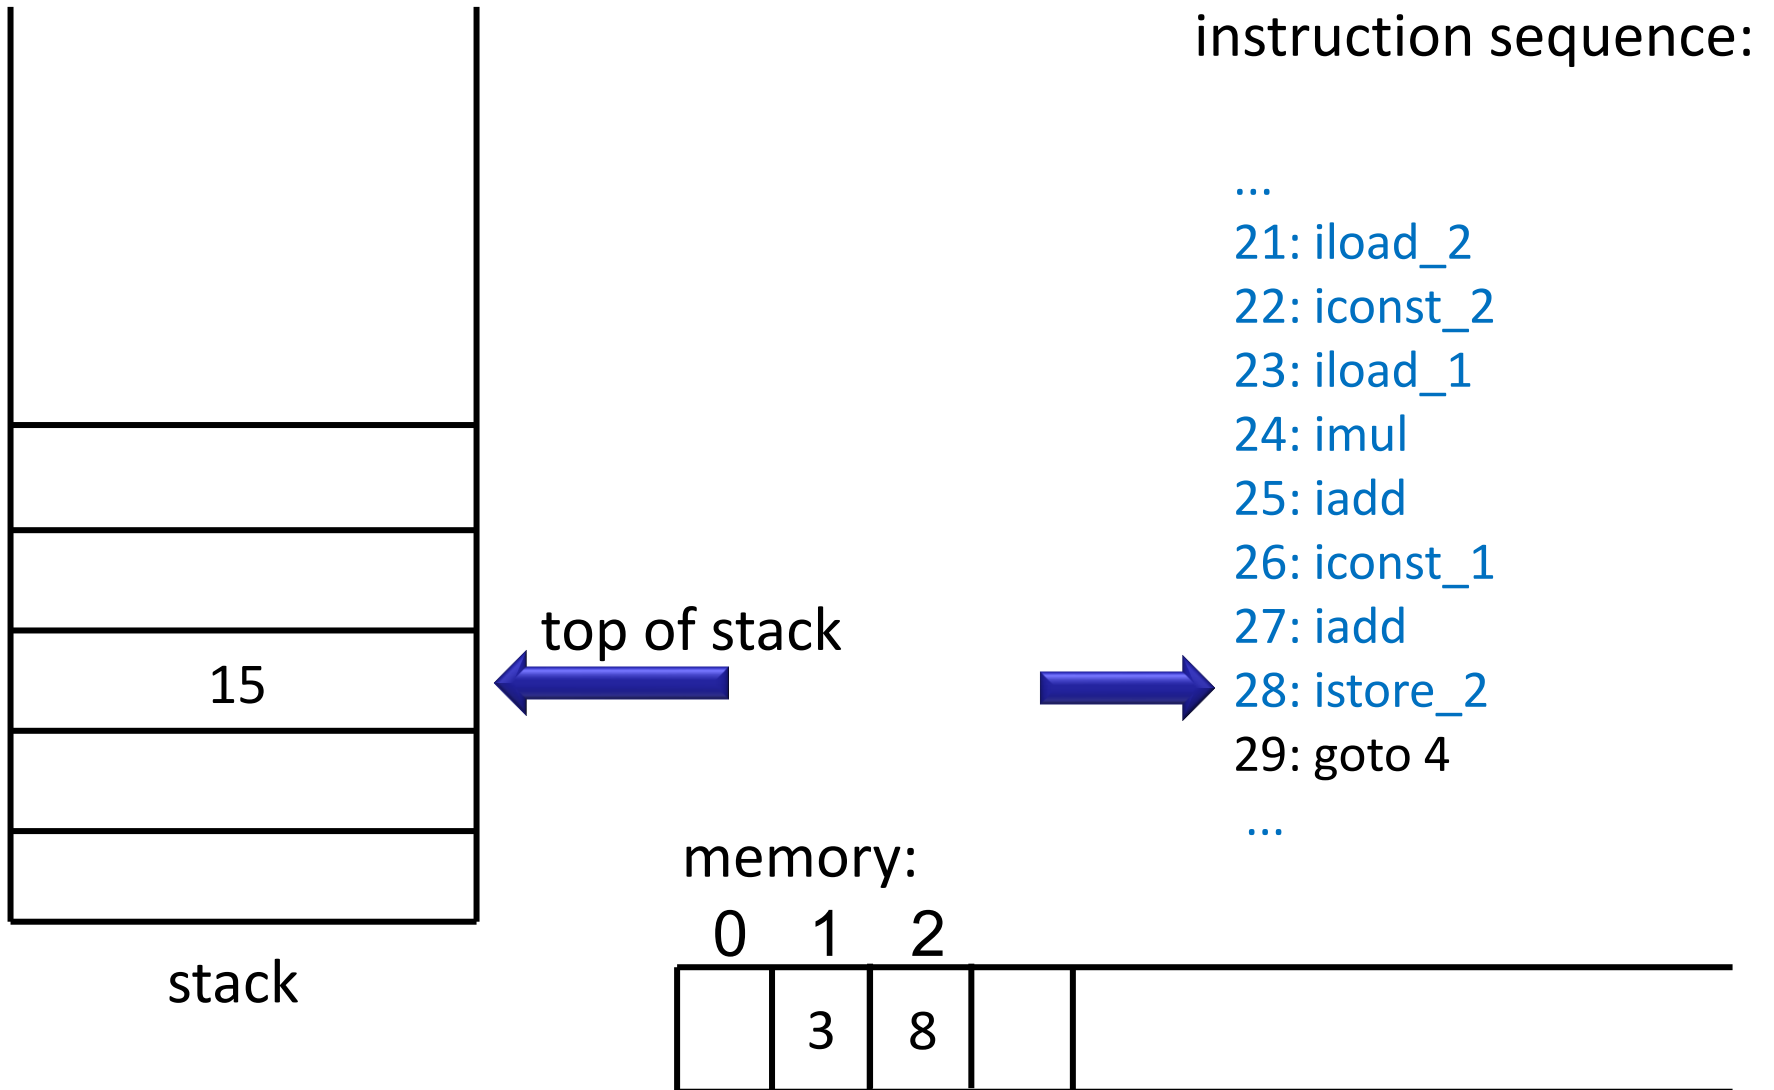 instruction sequence:
...
21: iload_2
22: iconst_2
23: iload_1
24: imul
25: iadd
26: iconst_1
27: iadd
28: istore_2
29: goto 4
...
top of stack
15
stack
memory:
0 1 2
3 8